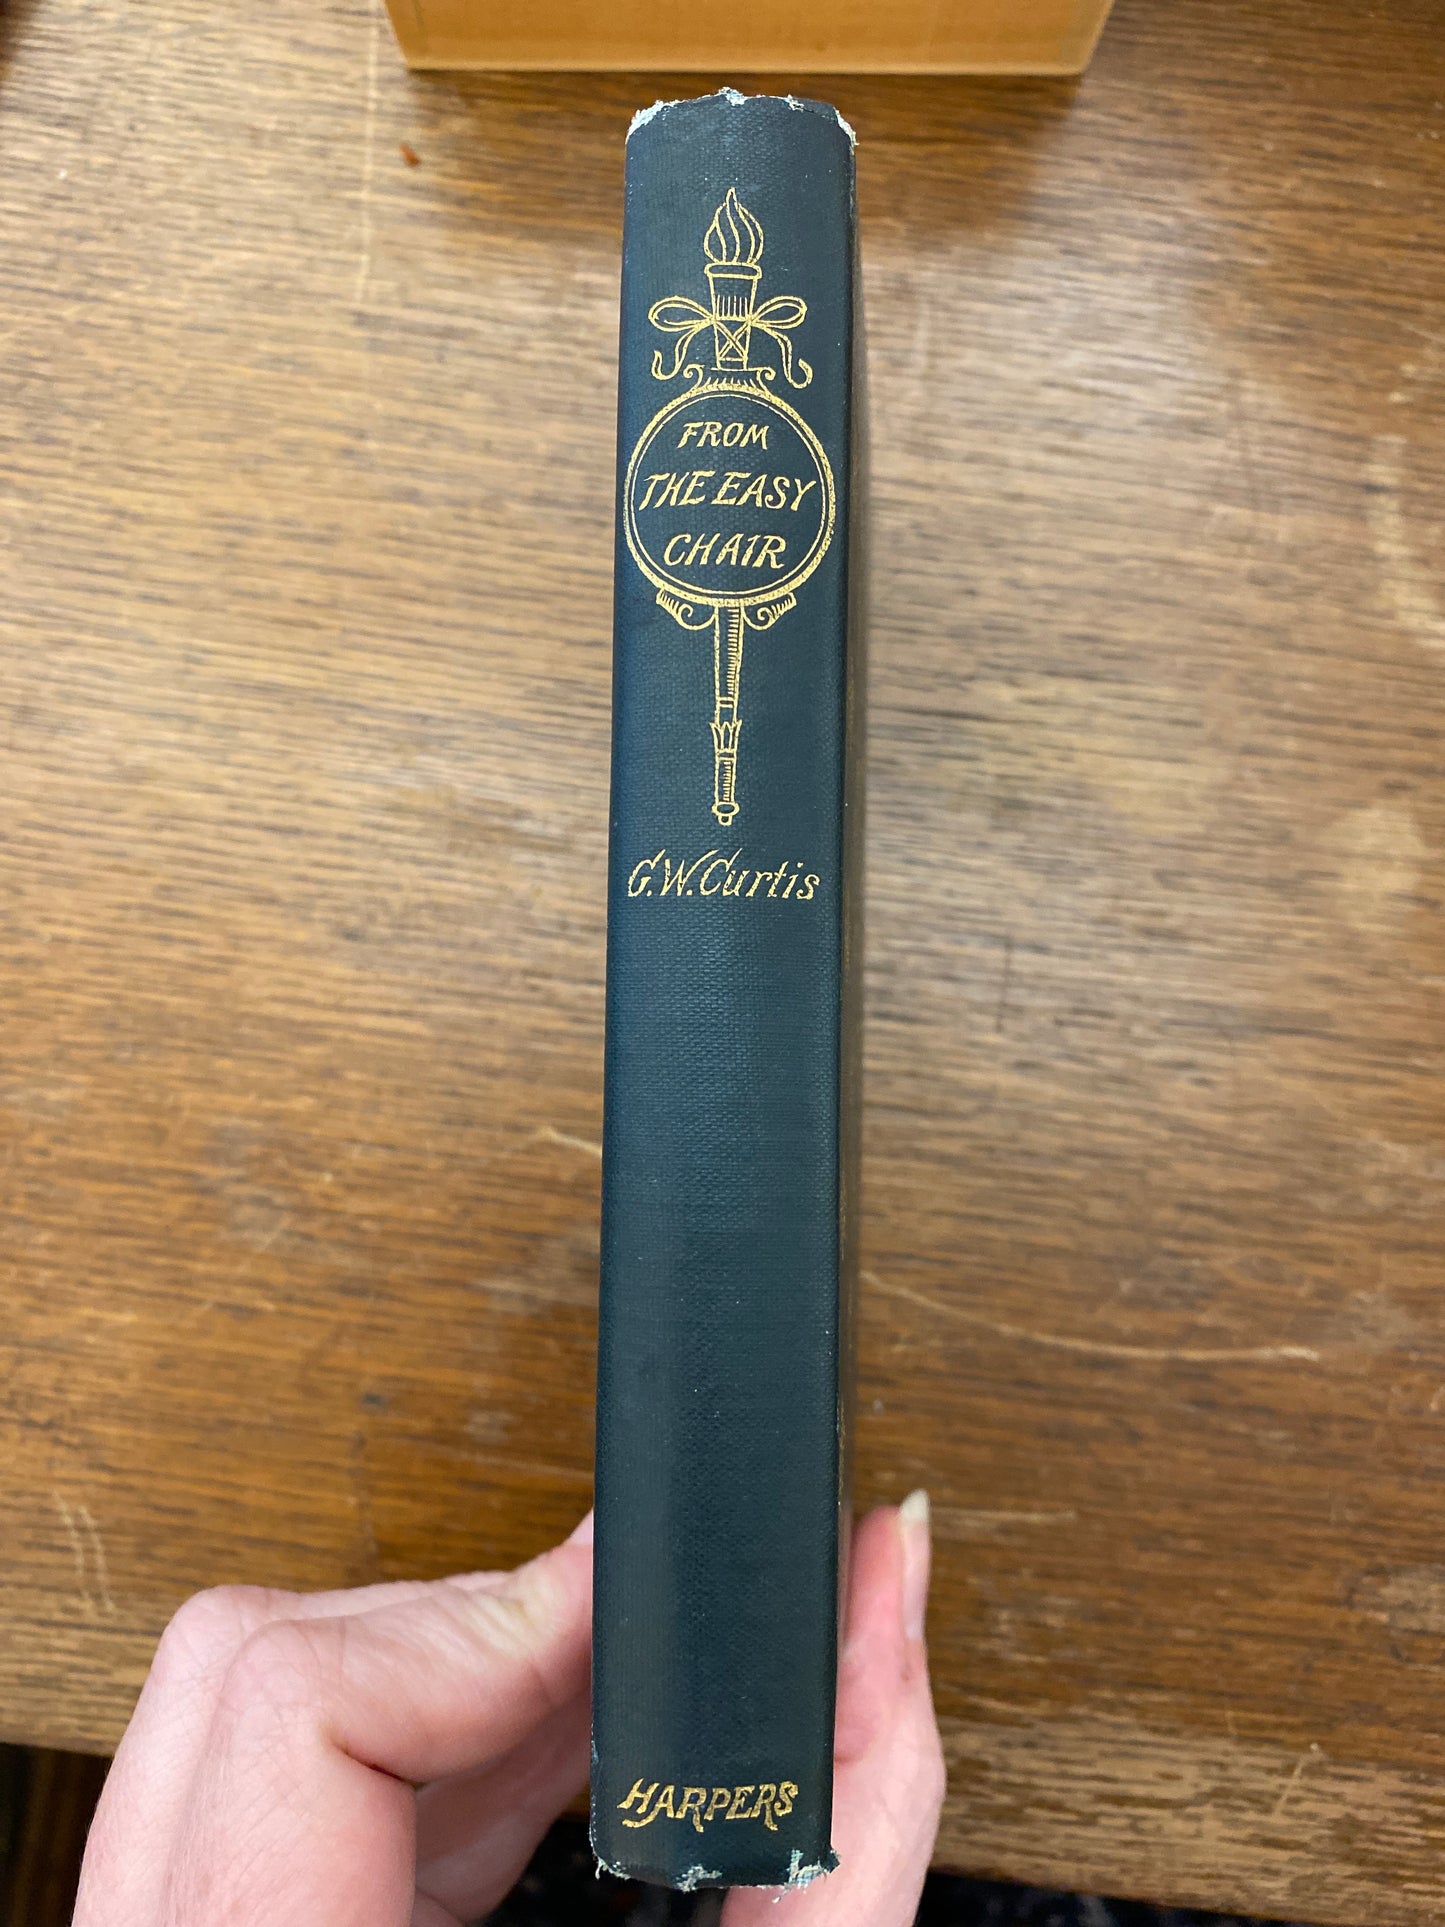 FROM
THE EASY
CHAIR
G.W.Curtis
HARPERS